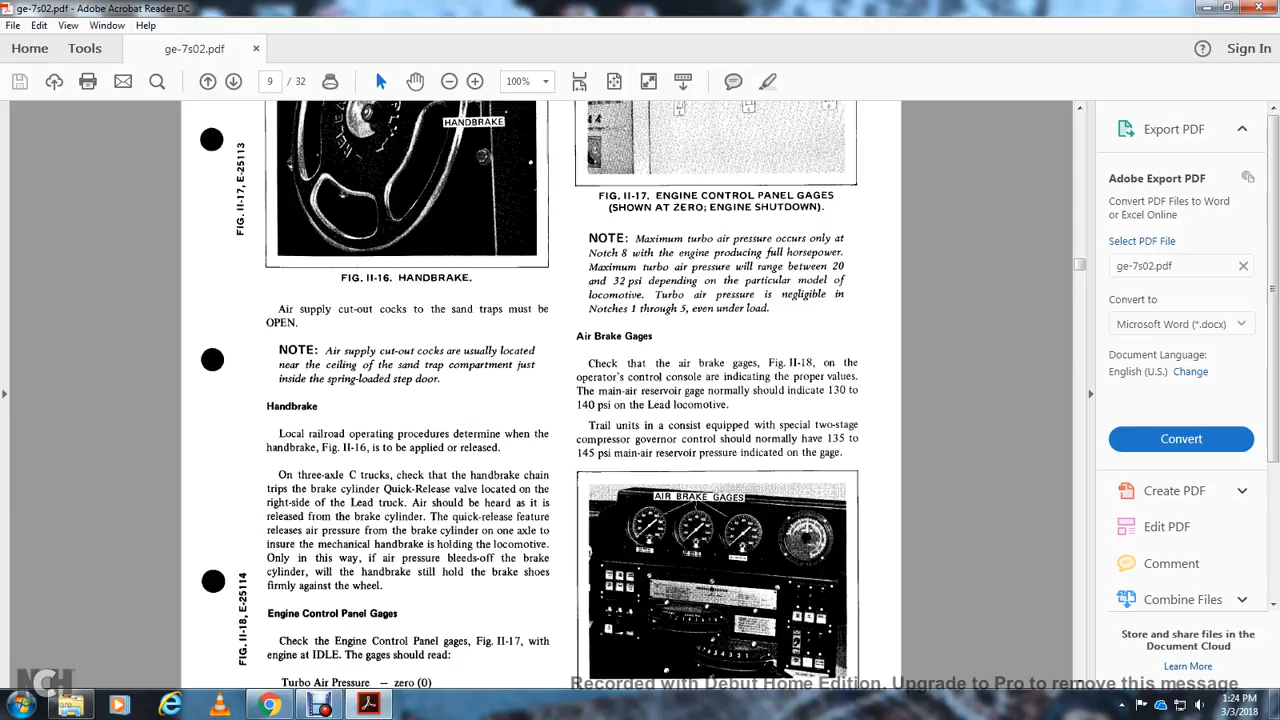 ge-7s02.pdf - Adobe Acrobat Reader DC
File Edit View Window Help
Home Tools ge-7s02.pdf × ? Sign In
9 / 32 100%
HANDBRAKE
FIG. II-17, E-25113
FIG. II-16. HANDBRAKE.
Air supply cut-out cocks to the sand traps must be
OPEN.
NOTE: Air supply cut-out cocks are usually located
near the ceiling of the sand trap compartment just
inside the spring-loaded step door.
Handbrake
Local railroad operating procedures determine when the
handbrake, Fig. II-16, is to be applied or released.
On three-axle C trucks, check that the handbrake chain
trips the brake cylinder Quick-Release valve located on the
right-side of the Lead truck. Air should be heard as it is
released from the brake cylinder. The quick-release feature
releases air pressure from the brake cylinder on one axle to
insure the mechanical handbrake is holding the locomotive.
Only in this way, if air pressure bleeds-off the brake
cylinder, will the handbrake still hold the brake shoes
firmly against the wheel.
FIG. II-18, E-25114
Engine Control Panel Gages
Check the Engine Control Panel gages, Fig. II-17, with
engine at IDLE. The gages should read:
Turbo Air Pressure – zero (0)
FIG. II-17. ENGINE CONTROL PANEL GAGES
(SHOWN AT ZERO; ENGINE SHUTDOWN).
NOTE: Maximum turbo air pressure occurs only at
Notch 8 with the engine producing full horsepower.
Maximum turbo air pressure will range between 20
and 32 psi depending on the particular model of
locomotive. Turbo air pressure is negligible in
Notches 1 through 5, even under load.
Air Brake Gages
Check that the air brake gages, Fig. II-18, on the
operator's control console are indicating the proper values.
The main-air reservoir gage normally should indicate 130 to
140 psi on the Lead locomotive.
Trail units in a consist equipped with special two-stage
compressor governor control should normally have 135 to
145 psi main-air reservoir pressure indicated on the gage.
AIR BRAKE GAGES
Export PDF
Adobe Export PDF
Convert PDF Files to Word
or Excel Online
Select PDF File
ge-7s02.pdf
Convert to
Microsoft Word (*.docx)
Document Language:
English (U.S.) Change
Convert
Create PDF
Edit PDF
Comment
Combine Files
Store and share files in the
Document Cloud
Learn More
Recorded with Debut Home Edition. Upgrade to Pro to remove this message
NCH
1:24 PM
3/3/2018